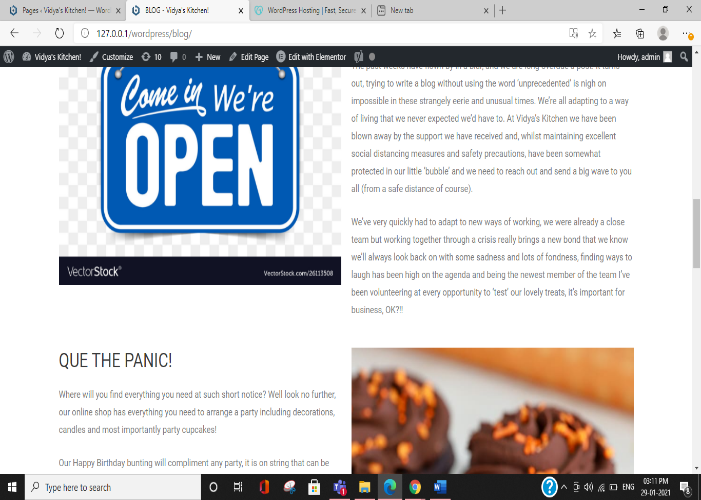 Pages ‹ Vidya's Kitchen! — Word
BLOG - Vidya's Kitchen!
WordPress Hosting | Fast, Secure
New tab
127.0.0.1/wordpress/blog/
Vidya's Kitchen! Customize 10 0 New Edit Page Edit with Elementor Howdy, admin
Come in We're
OPEN
VectorStock® VectorStock.com/26113508
out, trying to write a blog without using the word 'unprecedented' is nigh on
impossible in these strangely eerie and unusual times. We're all adapting to a way
of living that we never expected we'd have to. At Vidya's Kitchen we have been
blown away by the support we have received and, whilst maintaining excellent
social distancing measures and safety precautions, have been somewhat
protected in our little 'bubble' and we need to reach out and send a big wave to you
all (from a safe distance of course).
We've very quickly had to adapt to new ways of working, we were already a close
team but working together through a crisis really brings a new bond that we know
we'll always look back on with some sadness and lots of fondness, finding ways to
laugh has been high on the agenda and being the newest member of the team I've
been volunteering at every opportunity to 'test' our lovely treats, it's important for
business, OK?!!
QUE THE PANIC!
Where will you find everything you need at such short notice? Well look no further,
our online shop has everything you need to arrange a party including decorations,
candles and most importantly party cupcakes!
Our Happy Birthday bunting will compliment any party, it is on string that can be
Type here to search
ENG
03:11 PM
29-01-2021